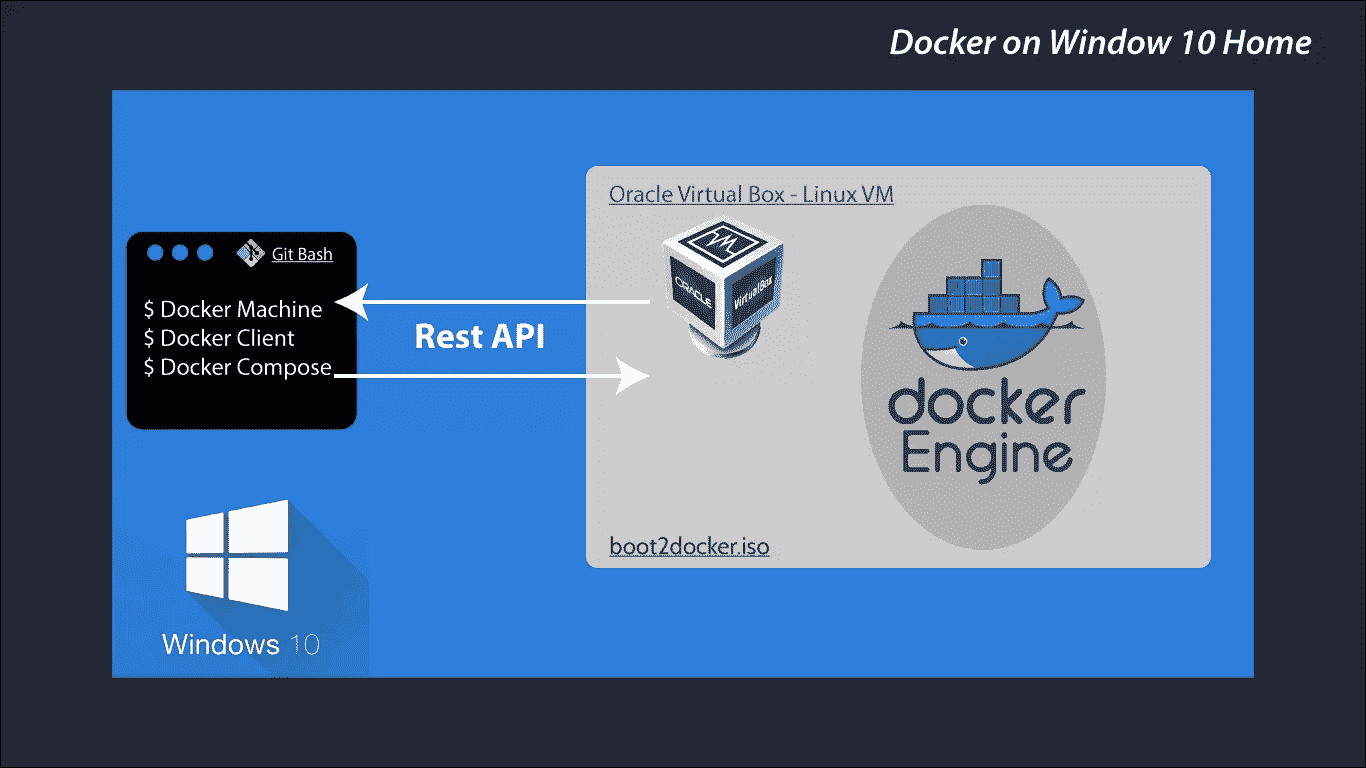 Docker on Window 10 Home
Oracle Virtual Box - Linux VM
Git Bash
VM
ORACLE
VirtualBox
$ Docker Machine
$ Docker Client
$ Docker Compose
Rest API
docker
Engine
boot2docker.iso
Windows 10